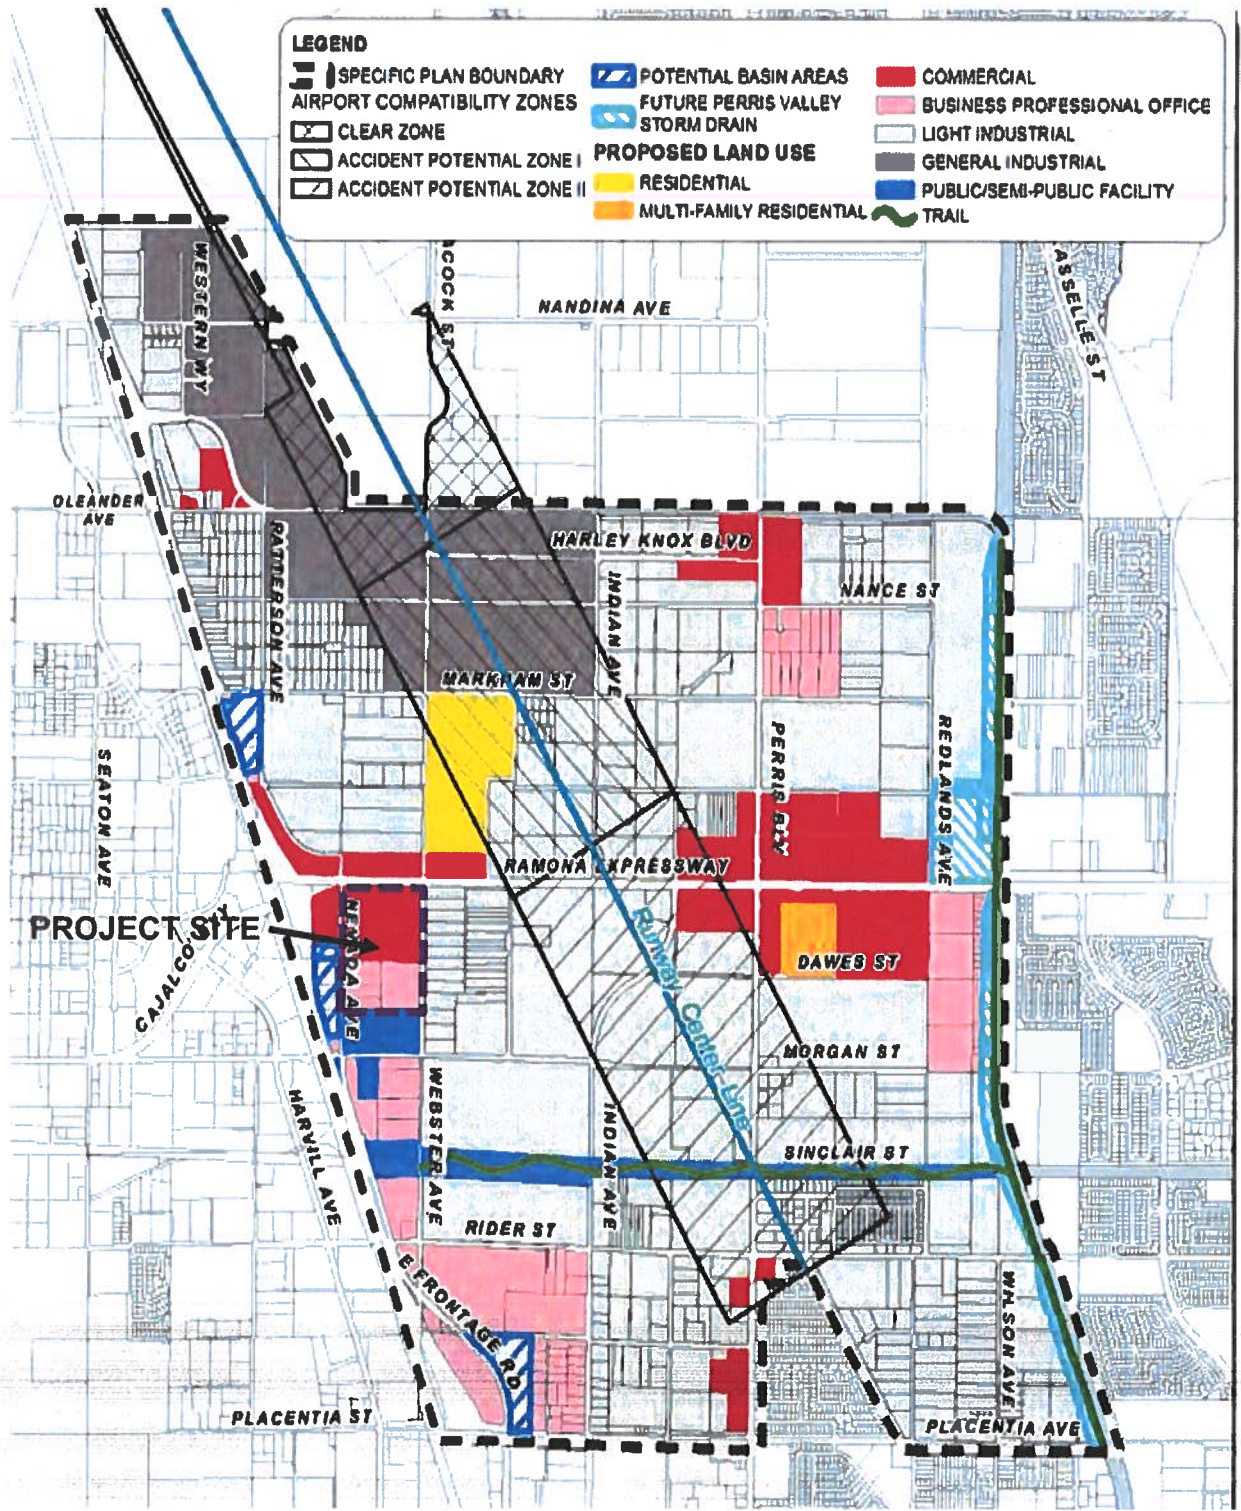 LEGEND
SPECIFIC PLAN BOUNDARY
AIRPORT COMPATIBILITY ZONES
CLEAR ZONE
ACCIDENT POTENTIAL ZONE I
ACCIDENT POTENTIAL ZONE II
POTENTIAL BASIN AREAS
FUTURE PERRIS VALLEY
STORM DRAIN
PROPOSED LAND USE
RESIDENTIAL
MULTI-FAMILY RESIDENTIAL
COMMERCIAL
BUSINESS PROFESSIONAL OFFICE
LIGHT INDUSTRIAL
GENERAL INDUSTRIAL
PUBLIC/SEMI-PUBLIC FACILITY
TRAIL
WESTERN WY
ACOCK ST
NANDINA AVE
ASSELLE ST
OLEANDER
AVE
PATTERSON AVE
HARLEY KNOX BLVD
INDIAN AVE
NANCE ST
MARKHAM ST
SEATON AVE
PERRIS BLV
REDLANDS AVE
RAMONA EXPRESSWAY
PROJECT SITE
NEVADA AVE
CAJALCO
Runway Center Line
DAWES ST
MORGAN ST
HARVILL AVE
WEBSTER AVE
INDIAN AVE
SINCLAIR ST
RIDER ST
E FRONTAGE RD
WILSON AVE
PLACENTIA ST
PLACENTIA AVE